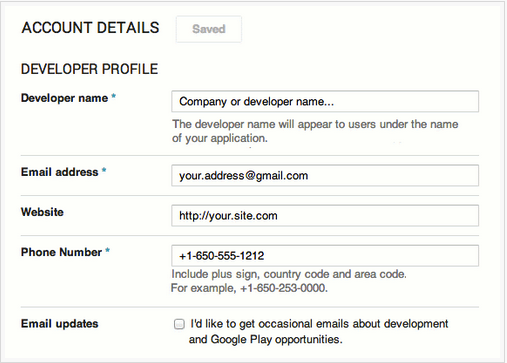 ACCOUNT DETAILS Saved
DEVELOPER PROFILE
Developer name * Company or developer name...
The developer name will appear to users under the name
of your application.
Email address * your.address@gmail.com
Website http://your.site.com
Phone Number * +1-650-555-1212
Include plus sign, country code and area code.
For example, +1-650-253-0000.
Email updates I'd like to get occasional emails about development
and Google Play opportunities.